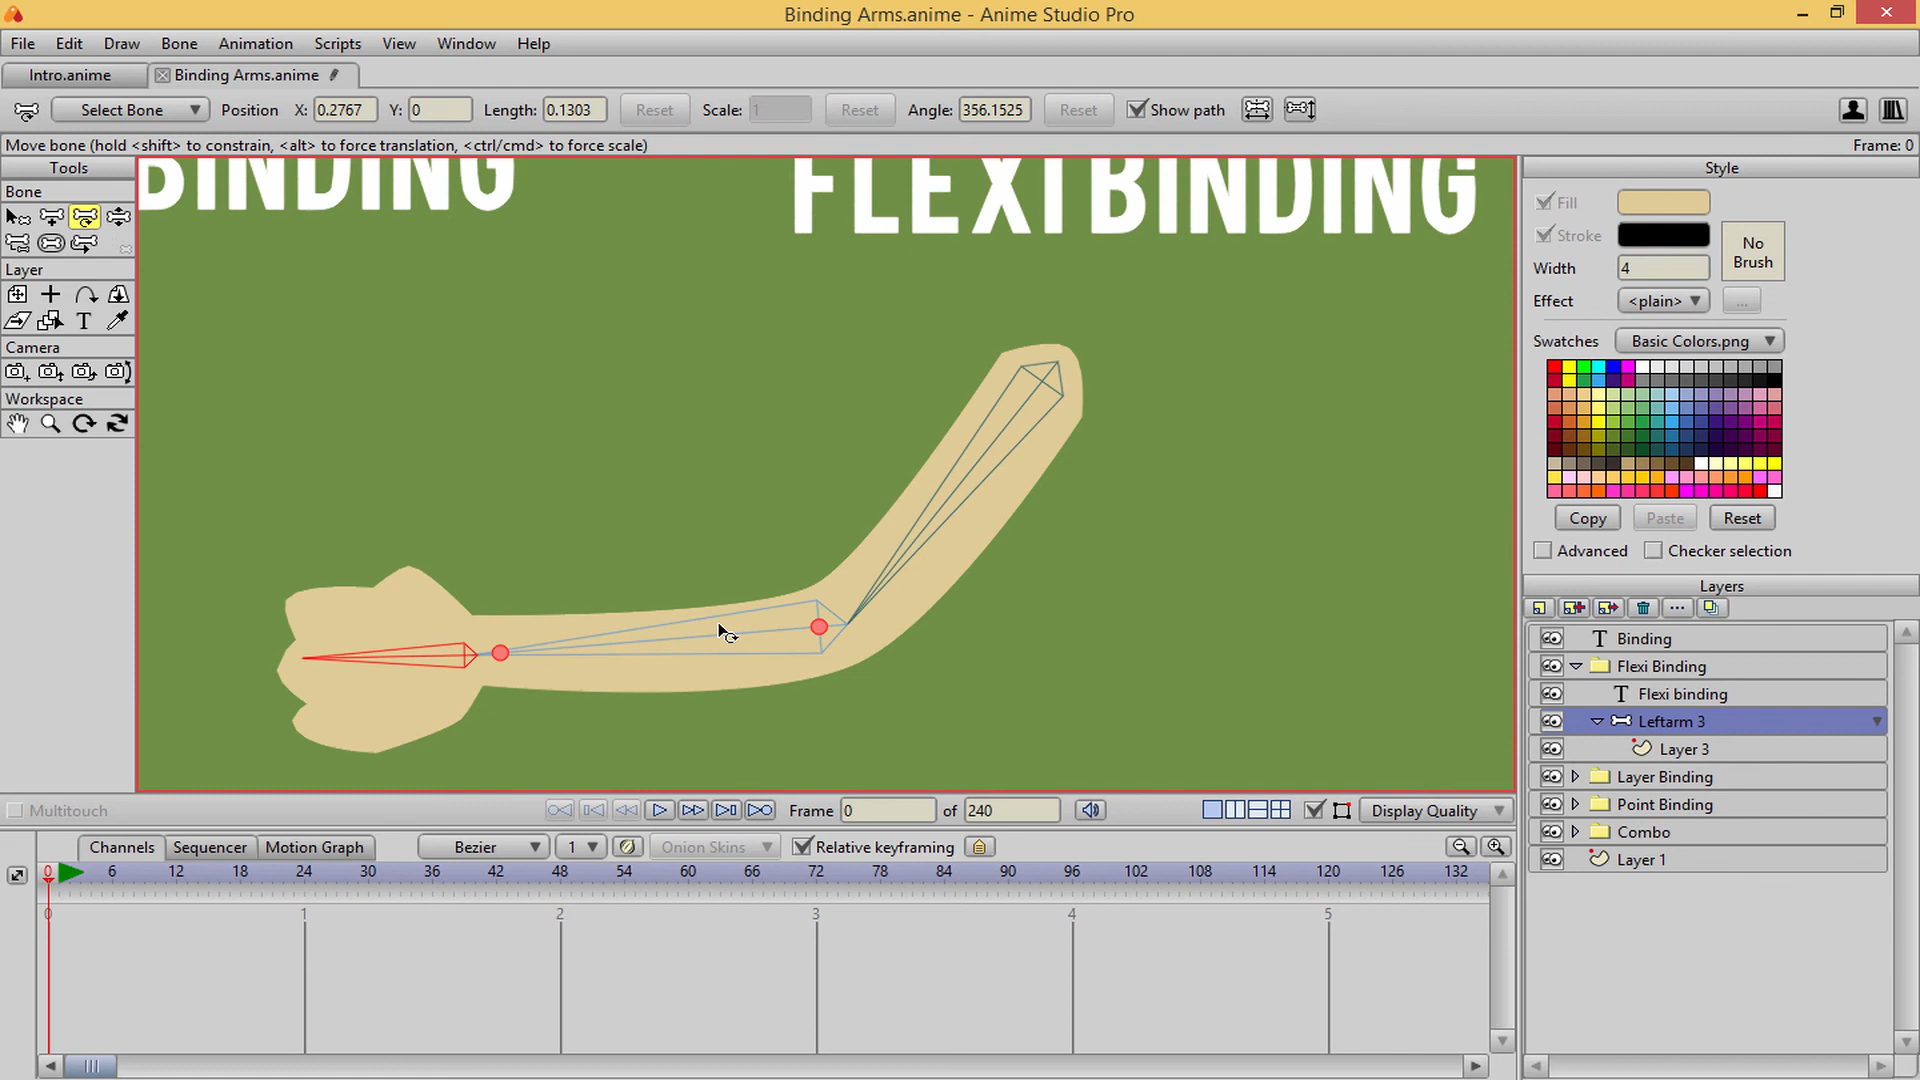 Binding Arms.anime - Anime Studio Pro
File Edit Draw Bone Animation Scripts View Window Help
Intro.anime Binding Arms.anime
Select Bone Position X: 0.2767 Y: 0 Length: 0.1303 Reset Scale: 1 Reset Angle: 356.1525 Reset Show path
Move bone (hold <shift> to constrain, <alt> to force translation, <ctrl/cmd> to force scale) Frame: 0
Tools
Bone
Layer
T
Camera
Workspace
BINDING FLEXI BINDING
Style
Fill
Stroke
No Brush
Width 4
Effect <plain> ...
Swatches Basic Colors.png
Copy Paste Reset
Advanced Checker selection
Layers
T Binding
Flexi Binding
T Flexi binding
Leftarm 3
Layer 3
Layer Binding
Point Binding
Combo
Layer 1
Multitouch Frame 0 of 240 Display Quality
Channels Sequencer Motion Graph Bezier 1 Onion Skins Relative keyframing
0 6 12 18 24 30 36 42 48 54 60 66 72 78 84 90 96 102 108 114 120 126 132
0 1 2 3 4 5